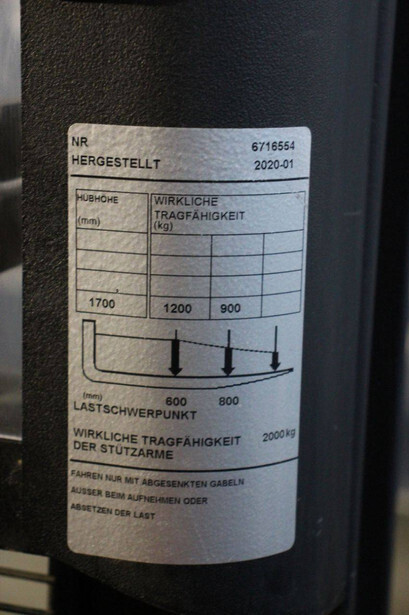 NR 6716554
HERGESTELLT 2020-01
HUBHÖHE WIRKLICHE
(mm) TRAGFÄHIGKEIT
(kg)
1700 1200 900
(mm) 600 800
LASTSCHWERPUNKT
WIRKLICHE TRAGFÄHIGKEIT 2000 kg
DER STÜTZARME
FAHREN NUR MIT ABGESENKTEN GABELN
AUSSER BEIM AUFNEHMEN ODER
ABSETZEN DER LAST